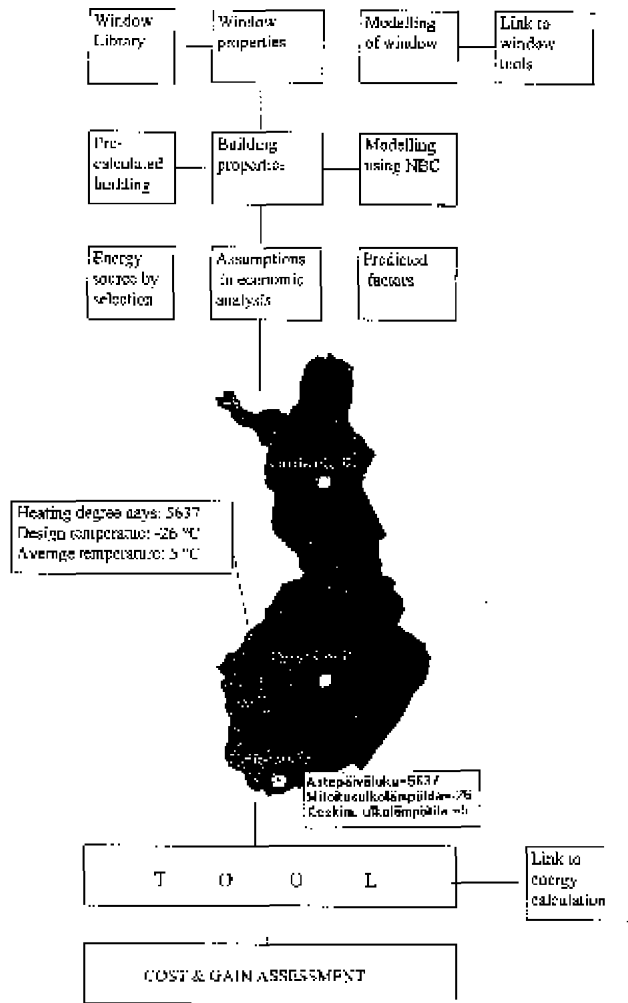 Window
Library
Window
properties
Modelling
of window
Link to
window
tools
Pre-
calculated
building
Building
properties
Modelling
using NBC
Energy
source by
selection
Assumptions
in economic
analysis
Predicted
factors
Heating degree days: 5637
Design temperature: -26 °C
Average temperature: 5 °C
Astepäiväluku=5637
Mitoitusulkolämpötila=-26
Keskim. ulkolämpötila =5
T O O L
Link to
energy
calculation
COST & GAIN ASSESSMENT